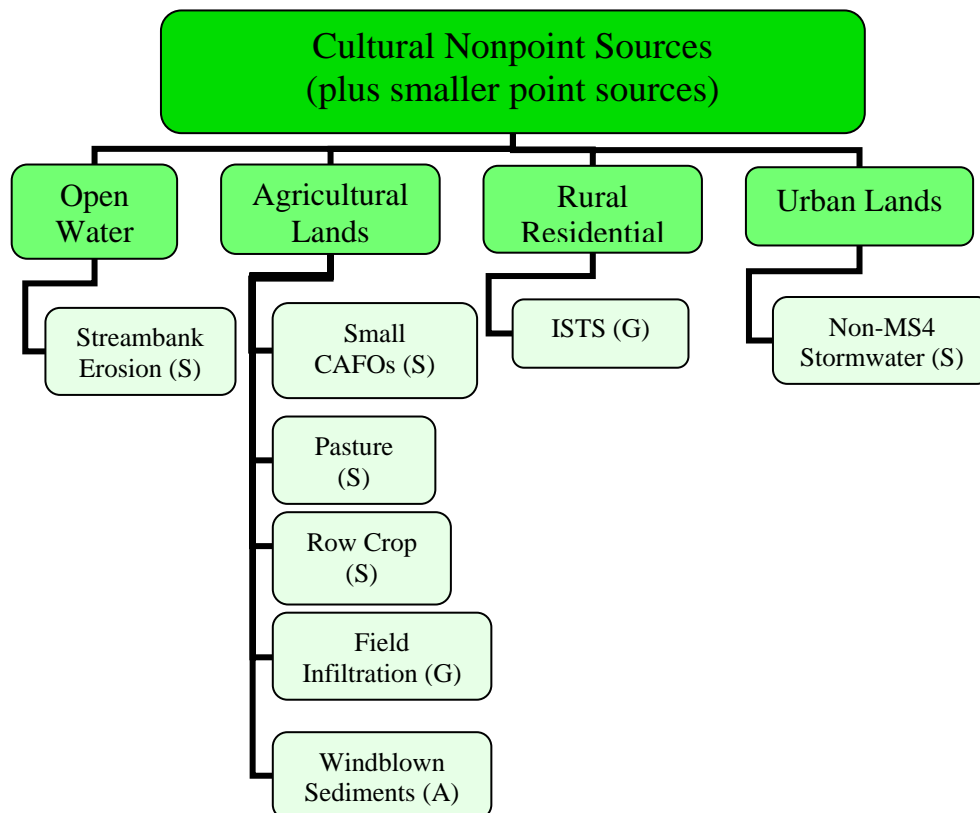 Cultural Nonpoint Sources
(plus smaller point sources)
Open
Water
Agricultural
Lands
Rural
Residential
Urban Lands
Streambank
Erosion (S)
Small
CAFOs (S)
ISTS (G)
Non-MS4
Stormwater (S)
Pasture
(S)
Row Crop
(S)
Field
Infiltration (G)
Windblown
Sediments (A)